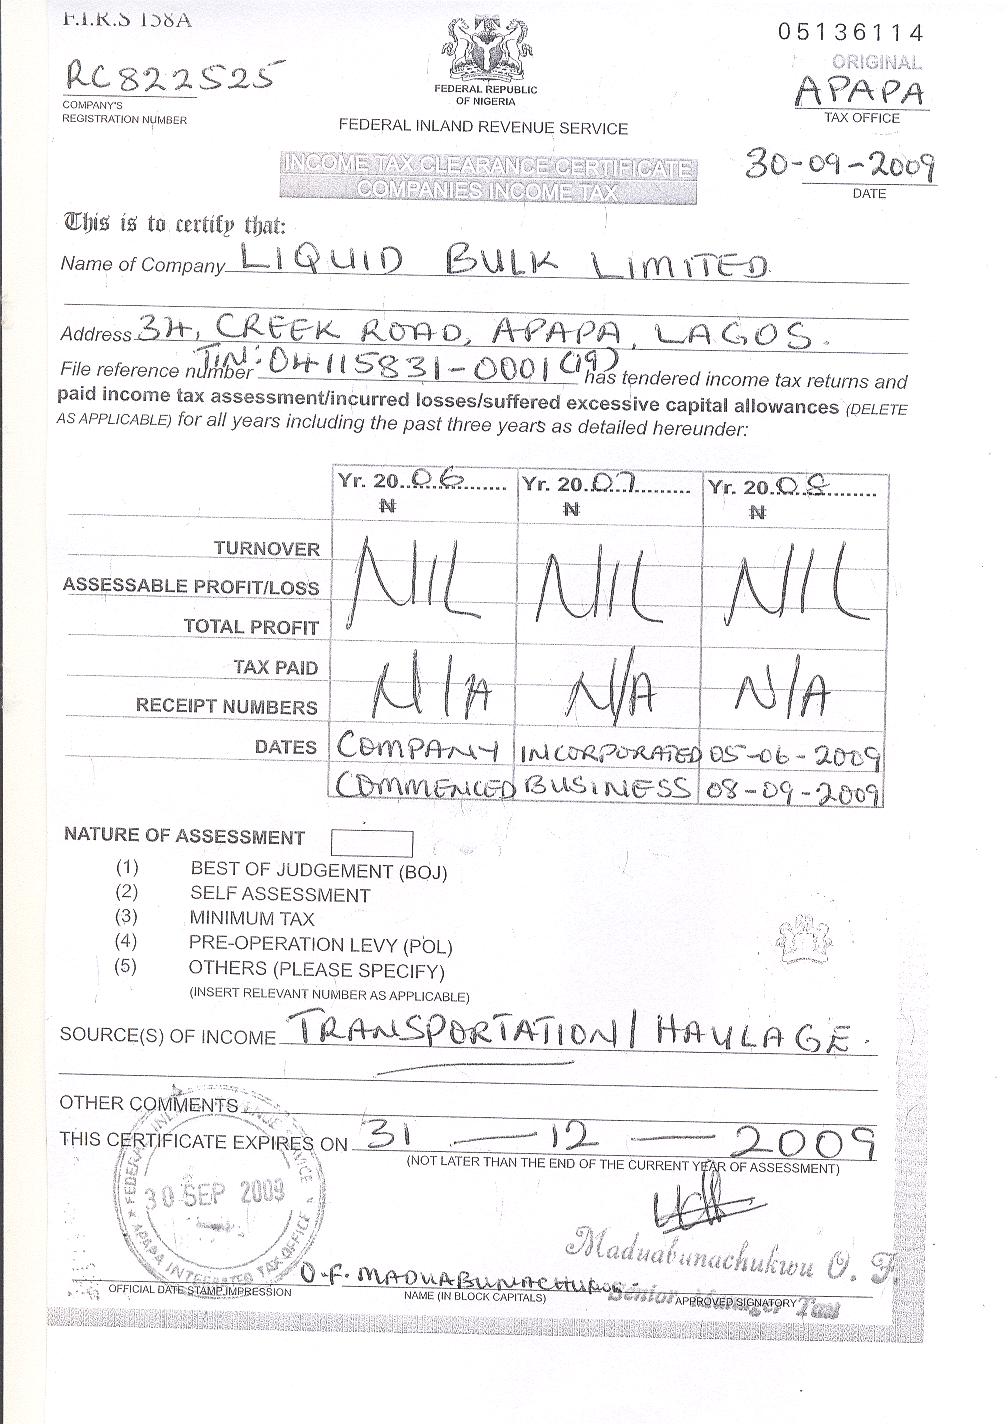 F.I.R.S 158A
05136114
ORIGINAL
RC822525
COMPANY'S
REGISTRATION NUMBER
FEDERAL REPUBLIC
OF NIGERIA
APAPA
TAX OFFICE
FEDERAL INLAND REVENUE SERVICE
INCOME TAX CLEARANCE CERTIFICATE
COMPANIES INCOME TAX
30-09-2009
DATE
This is to certify that:
Name of Company LIQUID BULK LIMITED
Address 34, CREEK ROAD, APAPA, LAGOS.
File reference number TIN: 04115831-0001 (19) has tendered income tax returns and
paid income tax assessment/incurred losses/suffered excessive capital allowances (DELETE
AS APPLICABLE) for all years including the past three years as detailed hereunder:
Yr. 20..06......... Yr. 20.07.......... Yr. 20.08..........
₦ ₦ ₦
TURNOVER
ASSESSABLE PROFIT/LOSS NIL NIL NIL
TOTAL PROFIT
TAX PAID
RECEIPT NUMBERS N/A N/A N/A
DATES COMPANY INCORPORATED 05-06-2009
COMMENCED BUSINESS 08-09-2009
NATURE OF ASSESSMENT
(1) BEST OF JUDGEMENT (BOJ)
(2) SELF ASSESSMENT
(3) MINIMUM TAX
(4) PRE-OPERATION LEVY (POL)
(5) OTHERS (PLEASE SPECIFY)
(INSERT RELEVANT NUMBER AS APPLICABLE)
SOURCE(S) OF INCOME TRANSPORTATION/HAULAGE.
OTHER COMMENTS
THIS CERTIFICATE EXPIRES ON 31 — 12 — 2009
(NOT LATER THAN THE END OF THE CURRENT YEAR OF ASSESSMENT)
FEDERAL INLAND REVENUE SERVICE
30 SEP 2009
APAPA INTEGRATED TAX OFFICE
Maduabunachukwu O. F.
O.F. MADUABUNACHUKWU
Senior Manager Tax
OFFICIAL DATE STAMP IMPRESSION
NAME (IN BLOCK CAPITALS)
APPROVED SIGNATORY